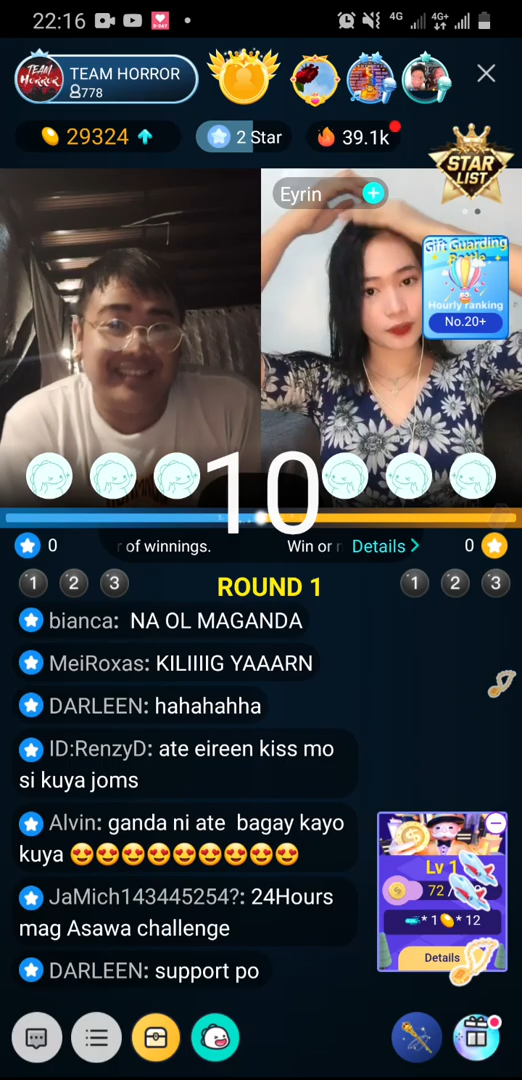 22:16
4G
4G+
TEAM HORROR
TEAM HORROR
778
29324
2 Star
39.1k
STAR LIST
Eyrin
Gift Guarding
Battle
Hourly ranking
No.20+
10
0
of winnings.
Win or
Details >
0
1 2 3
ROUND 1
1 2 3
bianca: NA OL MAGANDA
MeiRoxas: KILIIIIG YAAARN
DARLEEN: hahahahha
ID:RenzyD: ate eireen kiss mo
si kuya joms
Alvin: ganda ni ate bagay kayo
kuya 😍😍😍😍😍😍😍😍😍
JaMich143445254?: 24Hours
mag Asawa challenge
DARLEEN: support po
Lv 1
72 /
* 1 * 12
Details